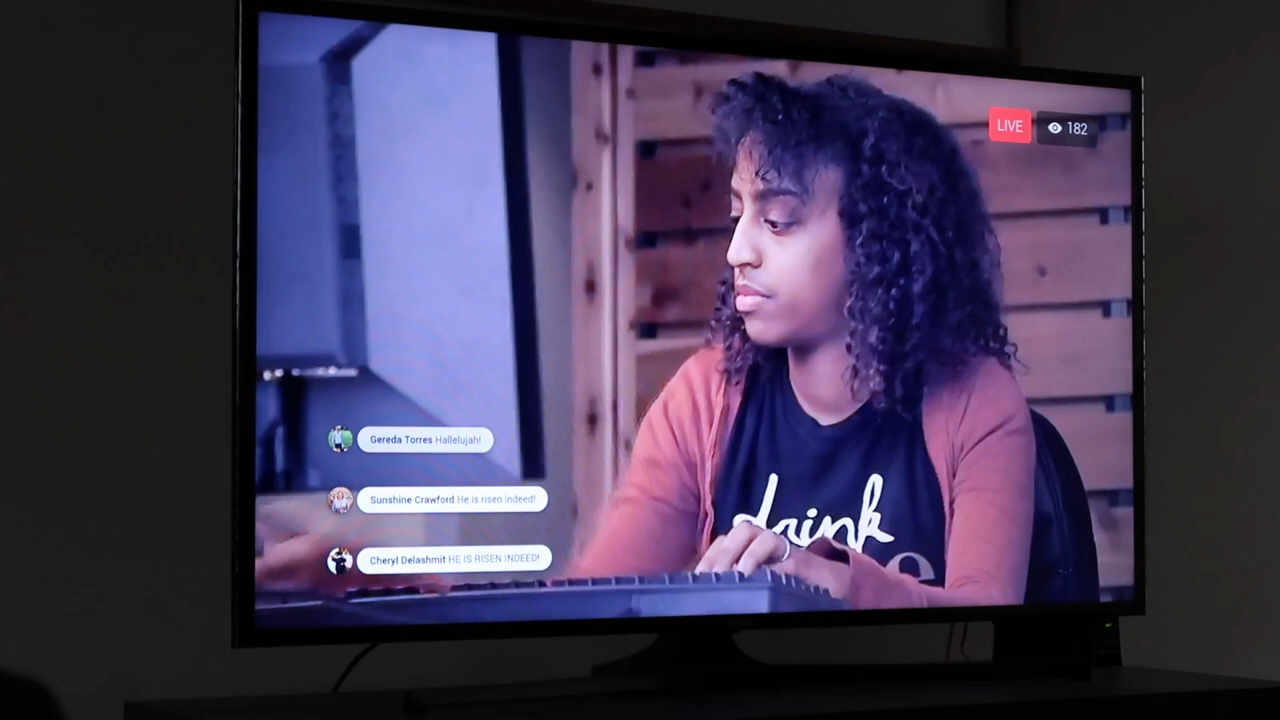 LIVE 182
Gereda Torres Hallelujah!
Sunshine Crawford He is risen indeed!
Cheryl Delashmit HE IS RISEN INDEED!
drink